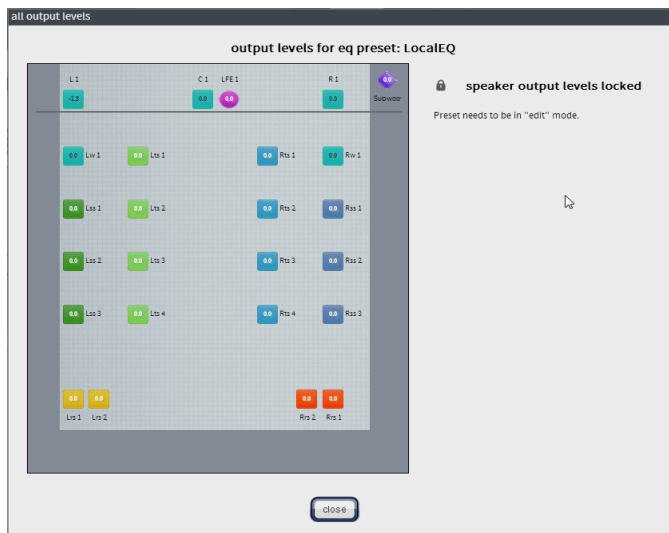 all output levels
output levels for eq preset: LocalEQ
L 1 C 1 LFE 1 R 1 0.0
-1.5 0.0 0.0 0.0 Subwoof
speaker output levels locked
Preset needs to be in "edit" mode.
0.0 Lw 1 0.0 Lts 1 0.0 Rts 1 0.0 Rw 1
0.0 Lss 1 0.0 Lts 2 0.0 Rts 2 0.0 Rss 1
0.0 Lss 2 0.0 Lts 3 0.0 Rts 3 0.0 Rss 2
0.0 Lss 3 0.0 Lts 4 0.0 Rts 4 0.0 Rss 3
0.0 0.0 0.0 0.0
Lrs 1 Lrs 2 Rrs 2 Rrs 1
close